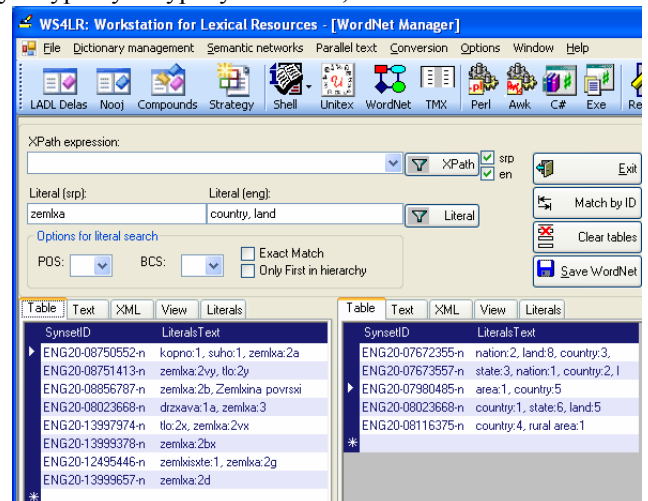 WS4LR: Workstation for Lexical Resources - [WordNet Manager]
File Dictionary management Semantic networks Parallel text Conversion Options Window Help
LADL Delas Nooj Compounds Strategy Shell Unitex WordNet TMX Perl Awk C# Exe Re
XPath expression:
XPath srp
en
Exit
Literal (srp): Literal (eng):
Match by ID
zemlxa country, land Literal
Options for literal search
Clear tables
POS: BCS: Exact Match
Only First in hierarchy
Save WordNet
Table Text XML View Literals Table Text XML View Literals
SynsetID LiteralsText SynsetID LiteralsText
ENG20-08750552-n kopno:1, suho:1, zemlxa:2a ENG20-07672355-n nation:2, land:8, country:3,
ENG20-08751413-n zemlxa:2vy, tlo:2y ENG20-07673557-n state:3, nation:1, country:2, l
ENG20-08856787-n zemlxa:2b, Zemlxina povrsxi ENG20-07980485-n area:1, country:5
ENG20-08023668-n drzxava:1a, zemlxa:3 ENG20-08023668-n country:1, state:6, land:5
ENG20-13997974-n tlo:2x, zemlxa:2vx ENG20-08116375-n country:4, rural area:1
ENG20-13999378-n zemlxa:2bx
ENG20-12495446-n zemlxisxte:1, zemlxa:2g
ENG20-13999657-n zemlxa:2d